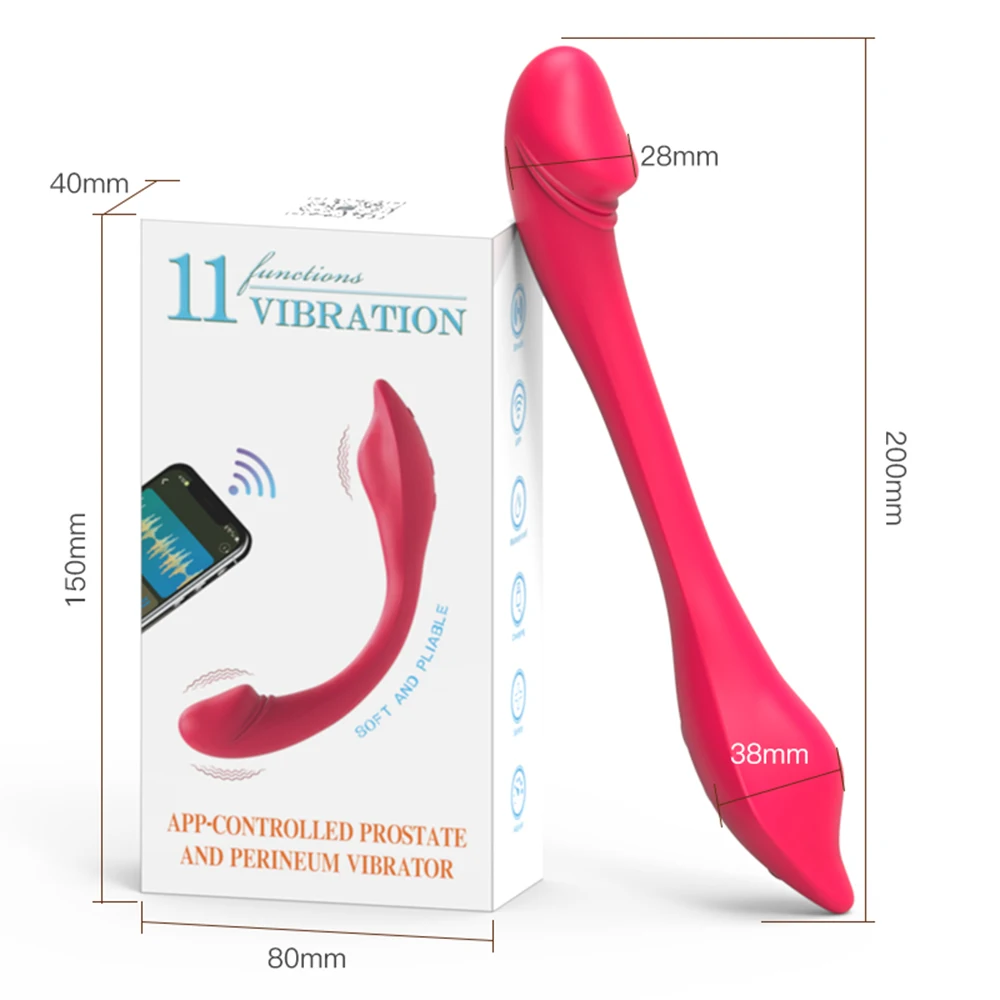 28mm
40mm
11 functions
VIBRATION
200mm
150mm
SOFT AND PLIABLE
38mm
APP-CONTROLLED PROSTATE
AND PERINEUM VIBRATOR
80mm